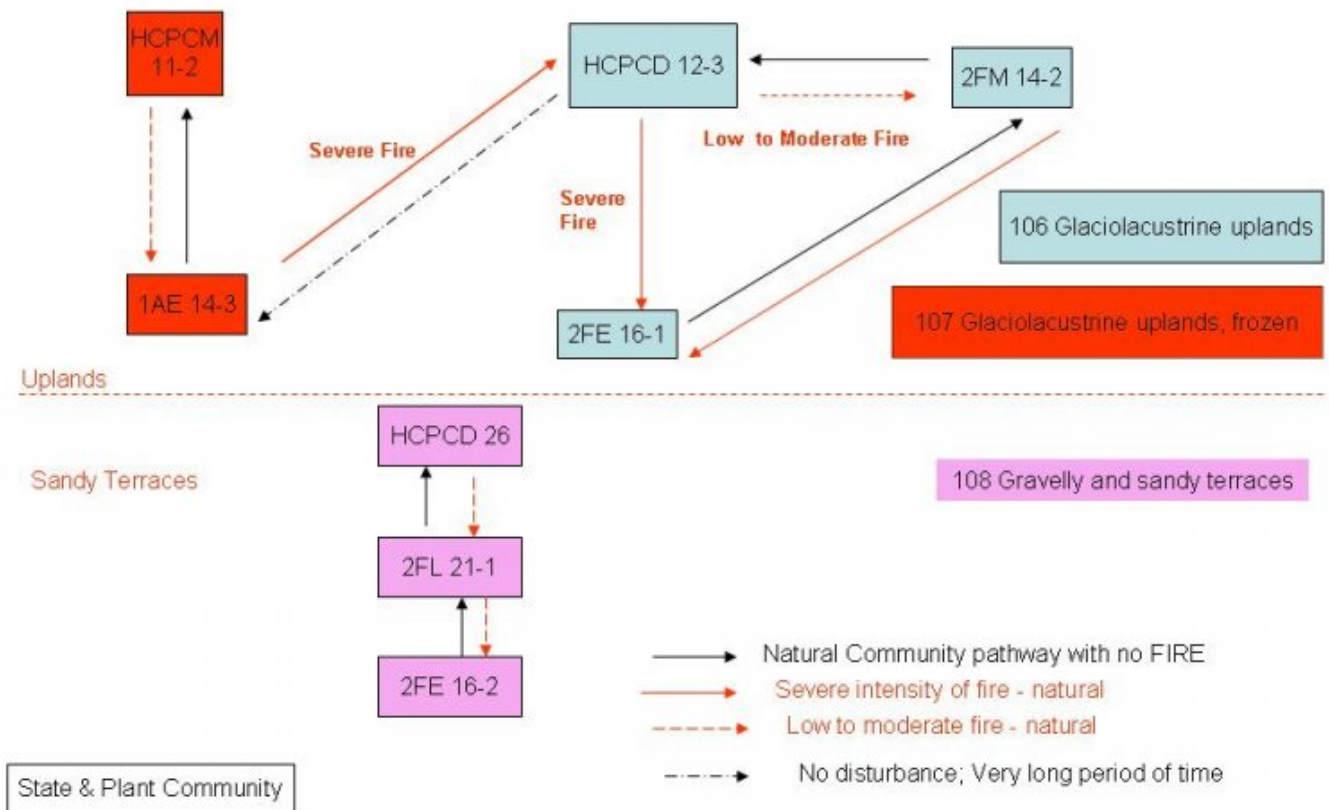 HCPCM
11-2
HCPCD 12-3
2FM 14-2
Severe Fire
Low to Moderate Fire
Severe
Fire
106 Glaciolacustrine uplands
1AE 14-3
2FE 16-1
107 Glaciolacustrine uplands, frozen
Uplands
HCPCD 26
Sandy Terraces
108 Gravelly and sandy terraces
2FL 21-1
2FE 16-2
Natural Community pathway with no FIRE
Severe intensity of fire - natural
Low to moderate fire - natural
No disturbance; Very long period of time
State & Plant Community